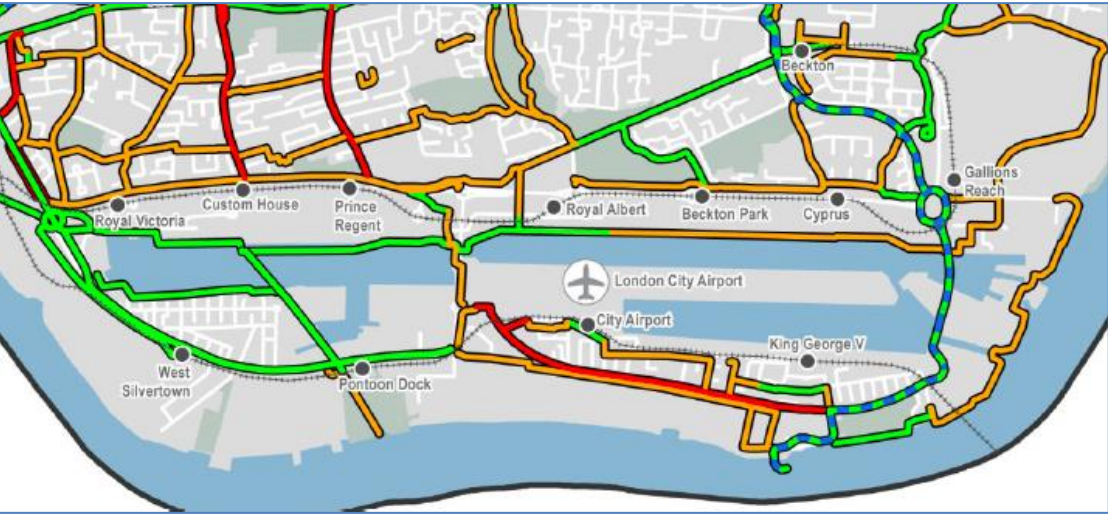 Beckton
Gallions
Reach
Royal Victoria
Custom House
Prince
Regent
Royal Albert
Beckton Park
Cyprus
London City Airport
City Airport
King George V
West
Silvertown
Pontoon Dock